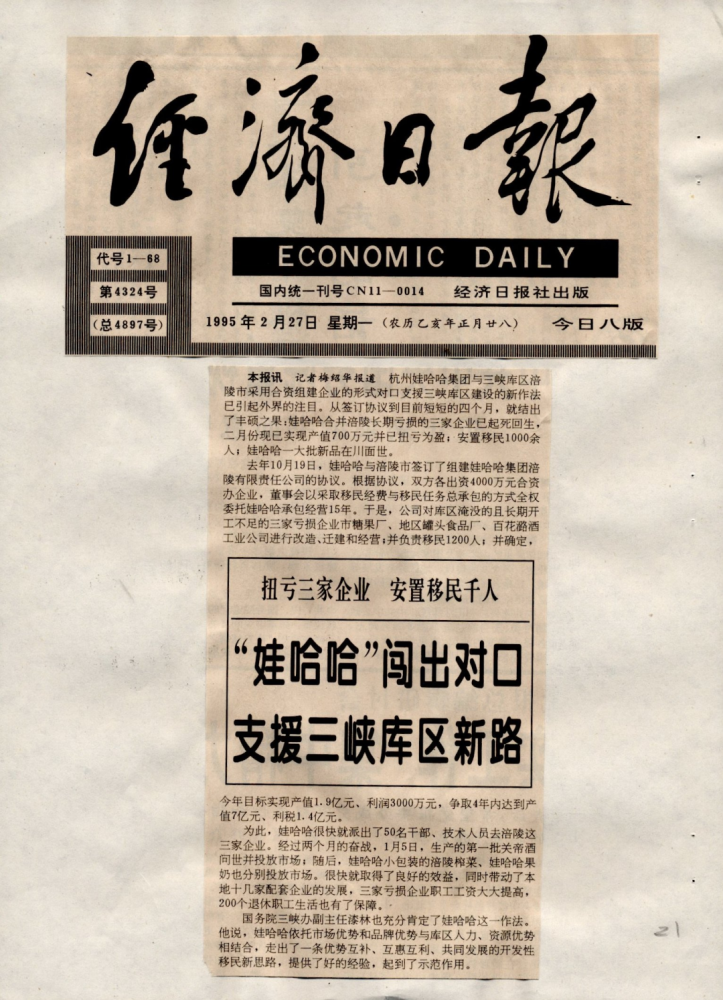 經濟日報
ECONOMIC DAILY
代号1—68
第4324号
(总4897号)
国内统一刊号CN11—0014 经济日报社出版
1995年2月27日 星期一 (农历乙亥年正月廿八) 今日八版
本报讯 记者梅绍华报道 杭州娃哈哈集团与三峡库区涪
陵市采用合资组建企业的形式对口支援三峡库区建设的新作法
已引起外界的注目。从签订协议到目前短短的四个月，就结出
了丰硕之果：娃哈哈合并涪陵长期亏损的三家企业已起死回生，
二月份现已实现产值700万元并已扭亏为盈；安置移民1000余
人；娃哈哈一大批新品在川面世。
去年10月19日，娃哈哈与涪陵市签订了组建娃哈哈集团涪
陵有限责任公司的协议。根据协议，双方各出资4000万元合资
办企业，董事会以采取移民经费与移民任务总承包的方式全权
委托娃哈哈承包经营15年。于是，公司对库区淹没的且长期开
工不足的三家亏损企业市糖果厂、地区罐头食品厂、百花潞酒
工业公司进行改造、迁建和经营；并负责移民1200人；并确定，
扭亏三家企业 安置移民千人
“娃哈哈”闯出对口
支援三峡库区新路
今年目标实现产值1.9亿元、利润3000万元，争取4年内达到产
值7亿元、利税1.4亿元。
为此，娃哈哈很快就派出了50名干部、技术人员去涪陵这
三家企业。经过两个月的奋战，1月5日，生产的第一批关帝酒
问世并投放市场；随后，娃哈哈小包装的涪陵榨菜、娃哈哈果
奶也分别投放市场。很快就取得了良好的效益，同时带动了本
地十几家配套企业的发展，三家亏损企业职工工资大大提高，
200个退休职工生活也有了保障。
国务院三峡办副主任漆林也充分肯定了娃哈哈这一作法。
他说，娃哈哈依托市场优势和品牌优势与库区人力、资源优势
相结合，走出了一条优势互补、互惠互利、共同发展的开发性
移民新思路，提供了好的经验，起到了示范作用。
21